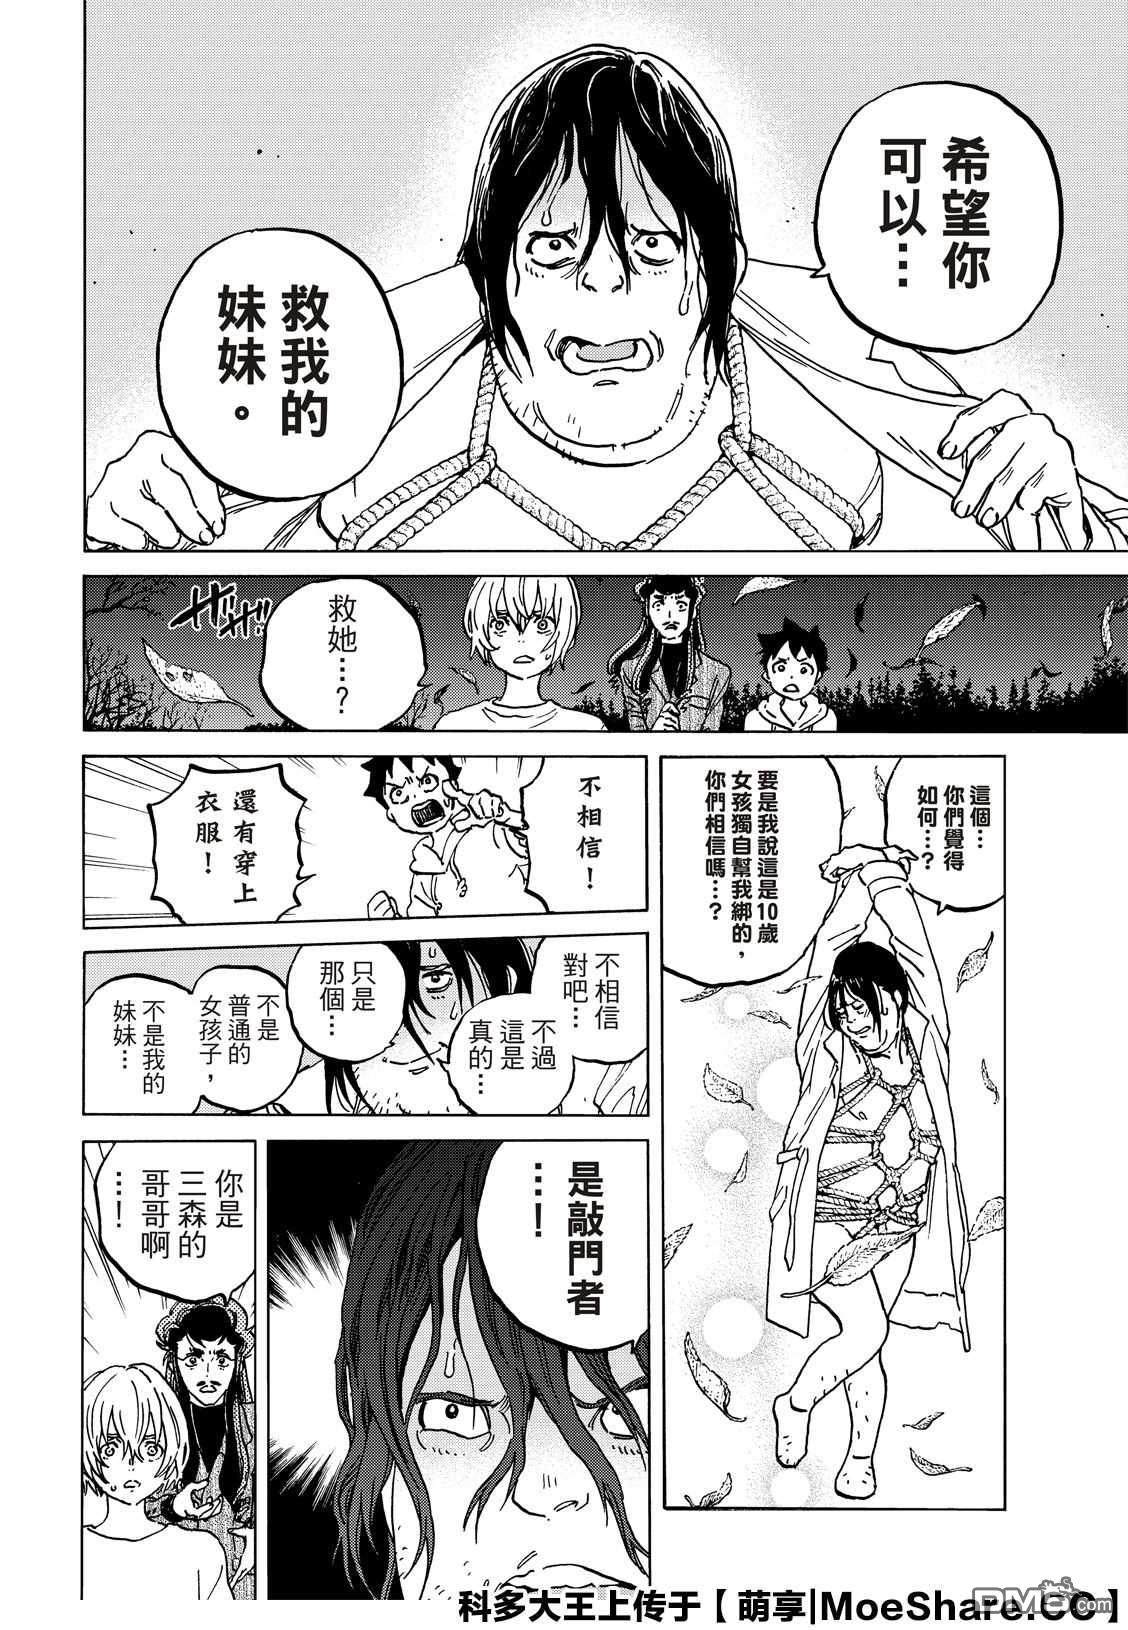 希望你
可以…
救我的
妹妹。
救她…?
ザザザ!!
這個…
你們覺得
如何…?
要是我說這是10歲
女孩獨自幫我綁的，
你們相信嗎…?
不相信!
還有穿上
衣服!
不相信
對吧…
不過
這是
真的…
只是
那個…
不是
普通的
女孩子，
不是我的
妹妹…
是敲門者
…!
你是
三森的
哥哥啊
…!
科多大王上传于【萌享|MoeShare.CC】